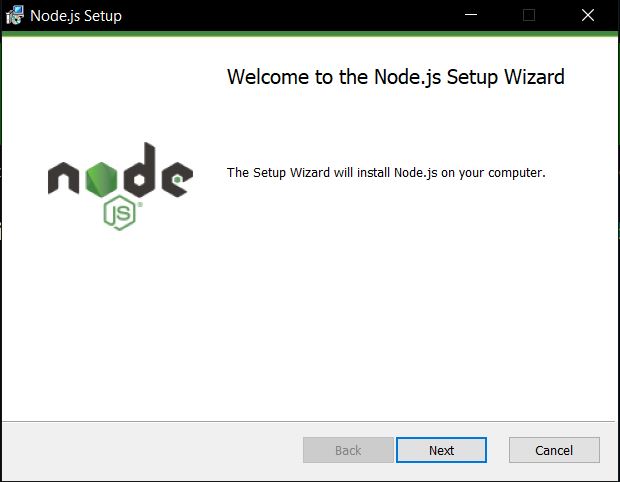 Node.js Setup
Welcome to the Node.js Setup Wizard
node
JS®
The Setup Wizard will install Node.js on your computer.
Back
Next
Cancel